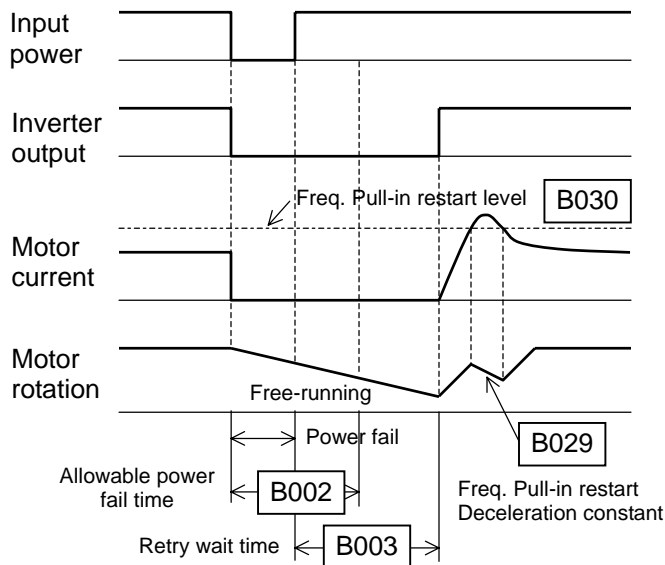 Input
power
Inverter
output
Freq. Pull-in restart level
B030
Motor
current
Motor
rotation
Free-running
Power fail
B029
Allowable power
fail time
B002
Freq. Pull-in restart
Deceleration constant
Retry wait time
B003